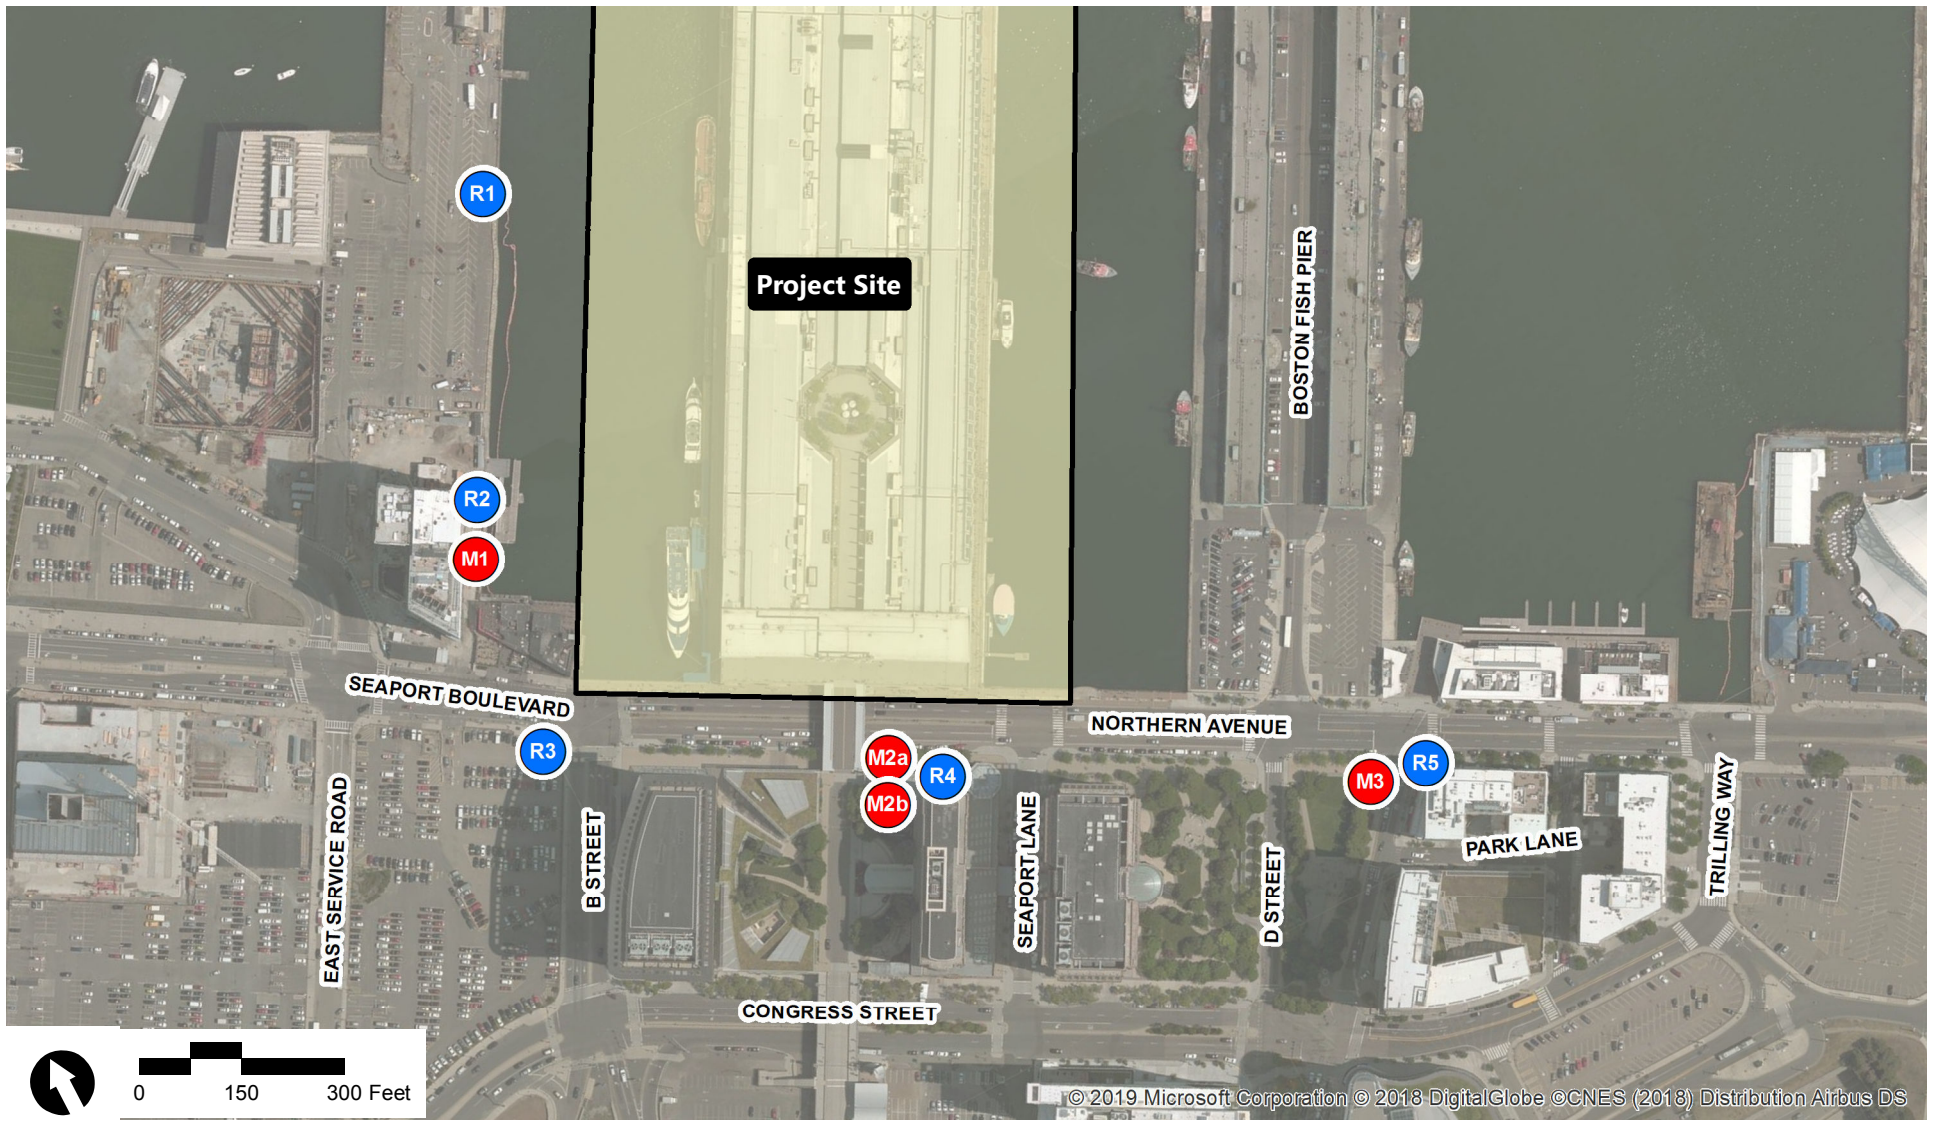 R1
Project Site
BOSTON FISH PIER
R2
M1
SEAPORT BOULEVARD
NORTHERN AVENUE
R3
M2a
R4
M2b
M3
R5
EAST SERVICE ROAD
B STREET
SEAPORT LANE
D STREET
PARK LANE
TRILLING WAY
CONGRESS STREET
0 150 300 Feet
© 2019 Microsoft Corporation © 2018 DigitalGlobe ©CNES (2018) Distribution Airbus DS